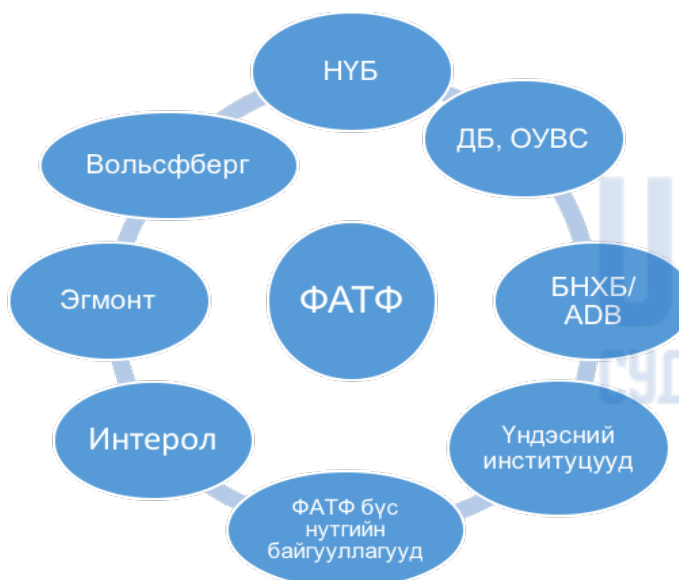 НҮБ
ДБ, ОУВС
Вольсфберг
БНХБ/
ADB
ФАТФ
Эгмонт
Үндэсний
институцууд
Интерол
ФАТФ бүс
нутгийн
байгууллагууд